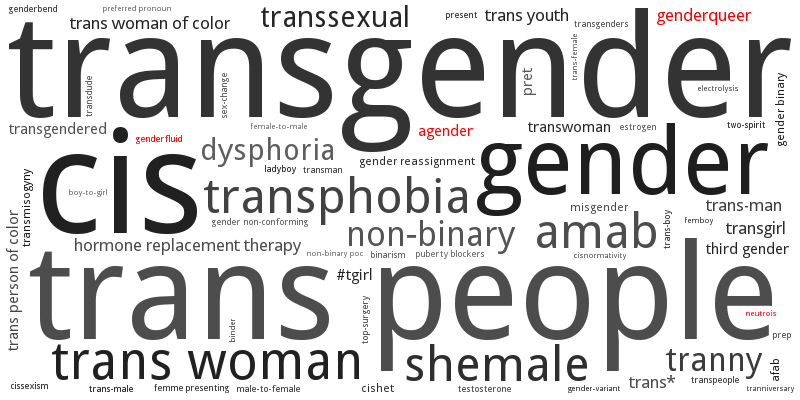 genderbend
preferred pronoun
trans woman of color
transsexual
present
trans youth
transgenders
genderqueer
transgender
transdude
sex-change
pret
trans-female
electrolysis
gender binary
transgendered
genderfluid
female-to-male
agender
transwoman
estrogen
two-spirit
cis
dysphoria
ladyboy
transman
gender reassignment
gender
transmisogyny
boy-to-girl
transphobia
misgender
trans-man
trans person of color
gender non-conforming
non-binary
amab
trans-boy
femboy
transgirl
hormone replacement therapy
non-binary poc
binarism
puberty blockers
cisnormativity
third gender
trans people
#tgirl
top-surgery
binder
neutrois
prep
trans woman
shemale
tranny
afab
cissexism
trans-male
femme presenting
male-to-female
cishet
testosterone
gender-variant
trans*
transpeople
tranniversary